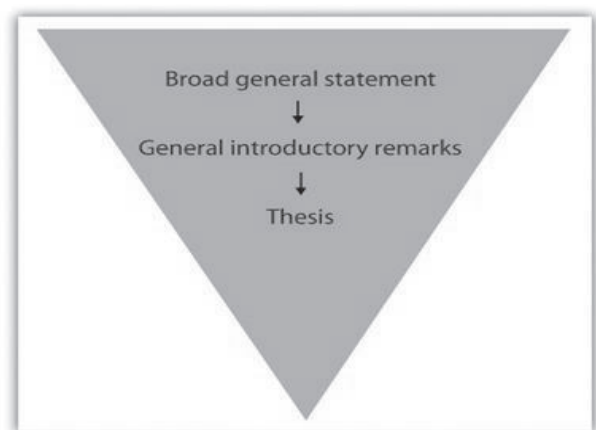 Broad general statement
↓
General introductory remarks
↓
Thesis